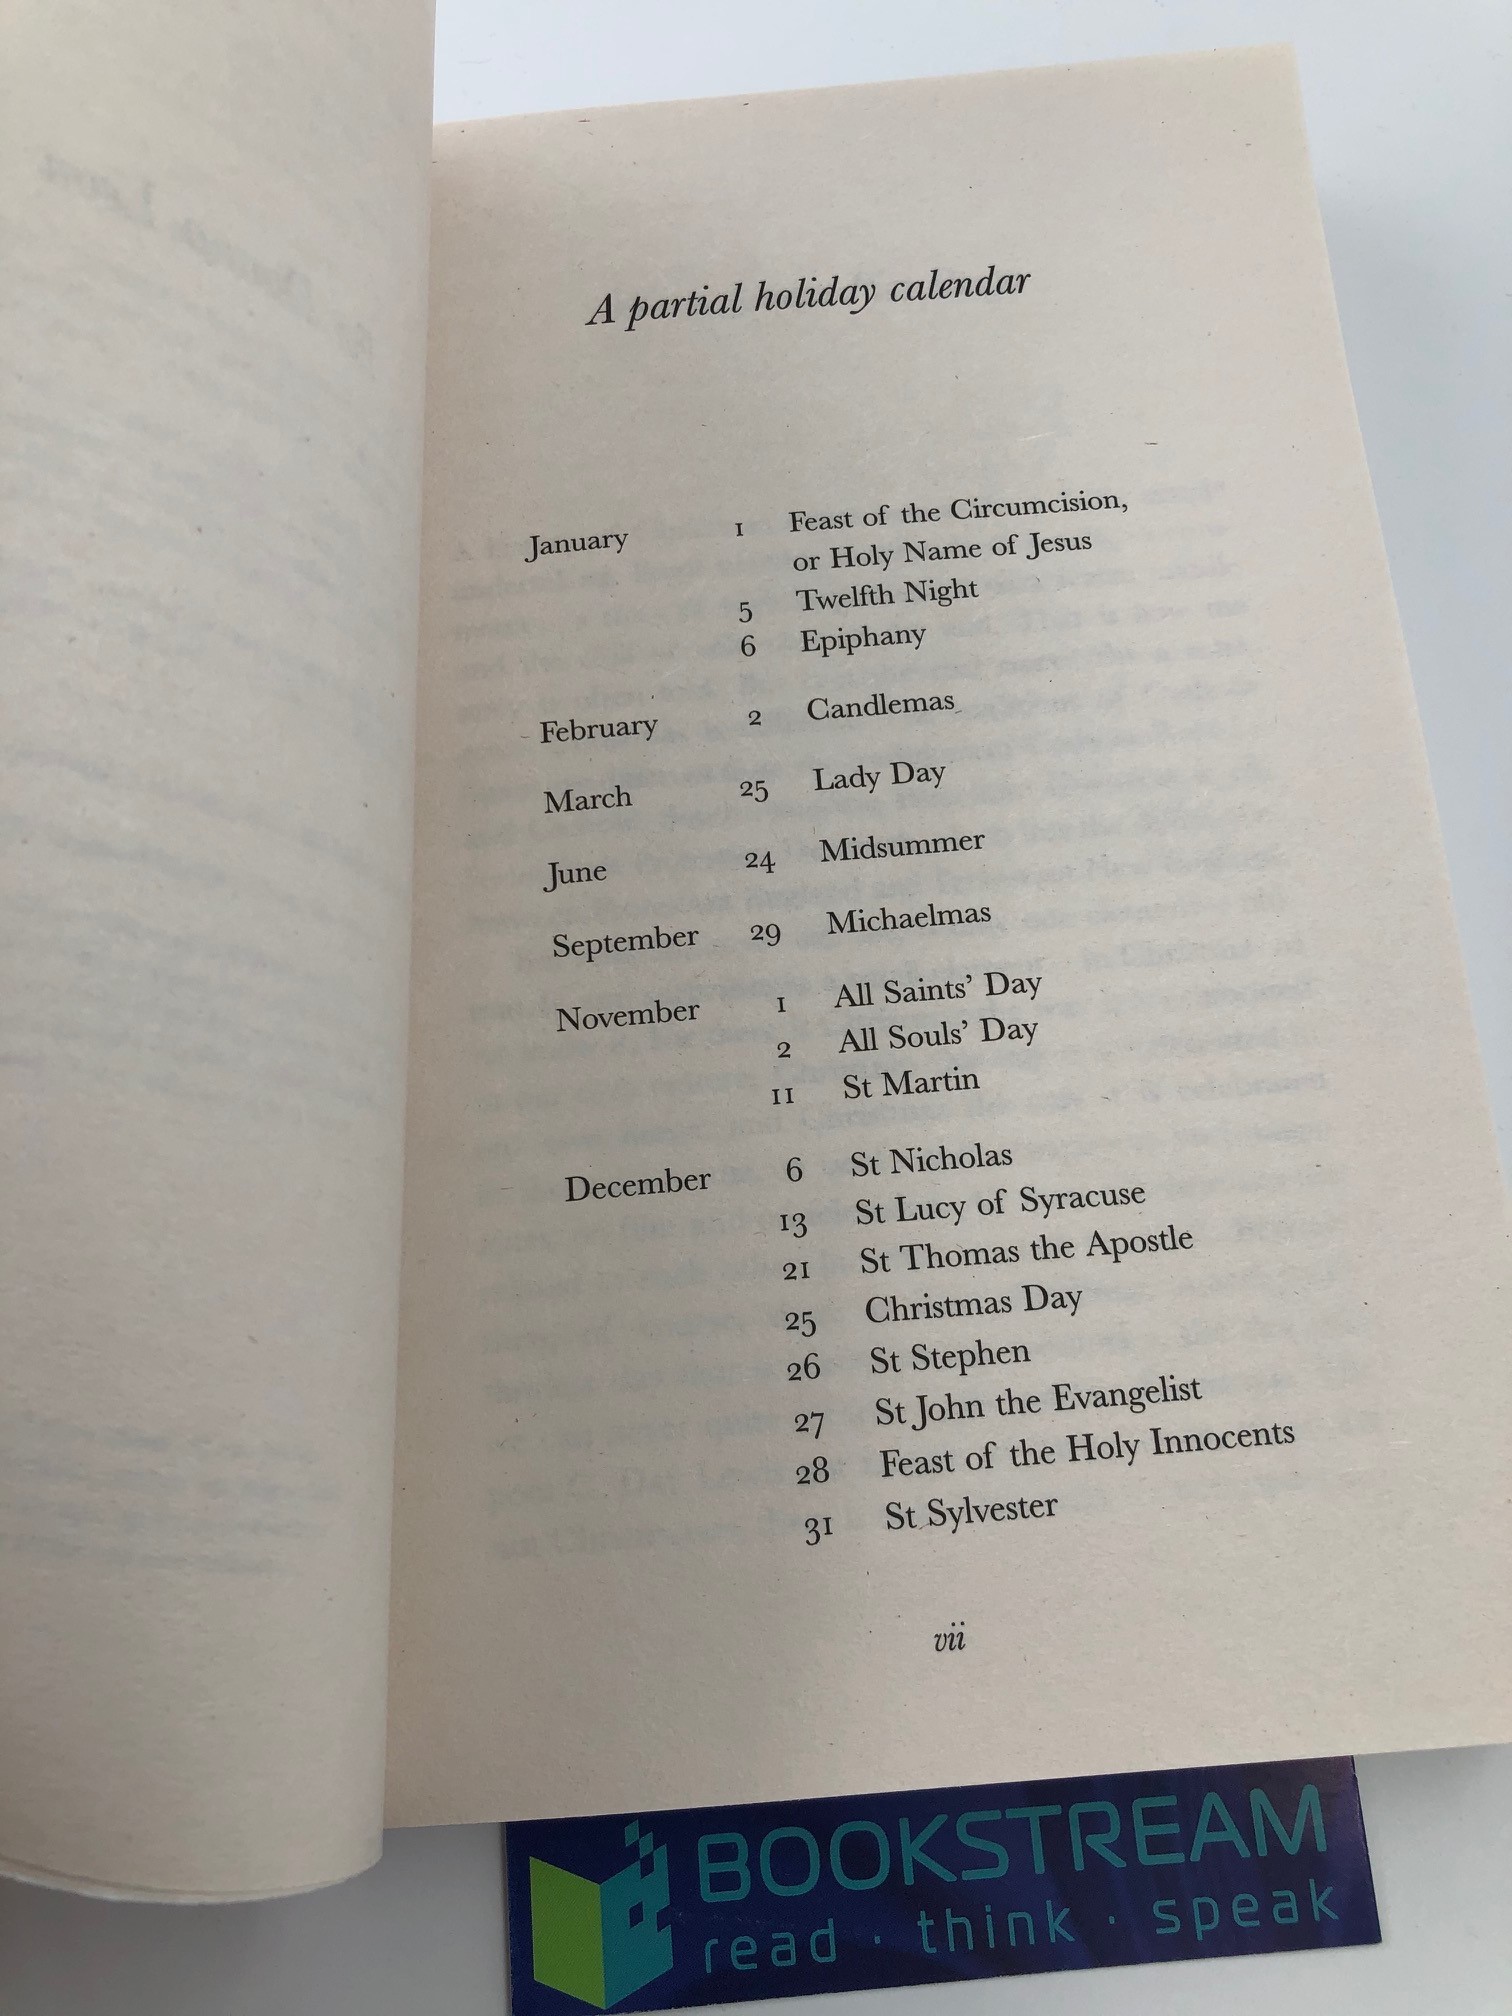 A partial holiday calendar
January 1 Feast of the Circumcision,
or Holy Name of Jesus
5 Twelfth Night
6 Epiphany
February 2 Candlemas
March 25 Lady Day
June 24 Midsummer
September 29 Michaelmas
November 1 All Saints' Day
2 All Souls' Day
11 St Martin
December 6 St Nicholas
13 St Lucy of Syracuse
21 St Thomas the Apostle
25 Christmas Day
26 St Stephen
27 St John the Evangelist
28 Feast of the Holy Innocents
31 St Sylvester
vii
BOOKSTREAM
read · think · speak